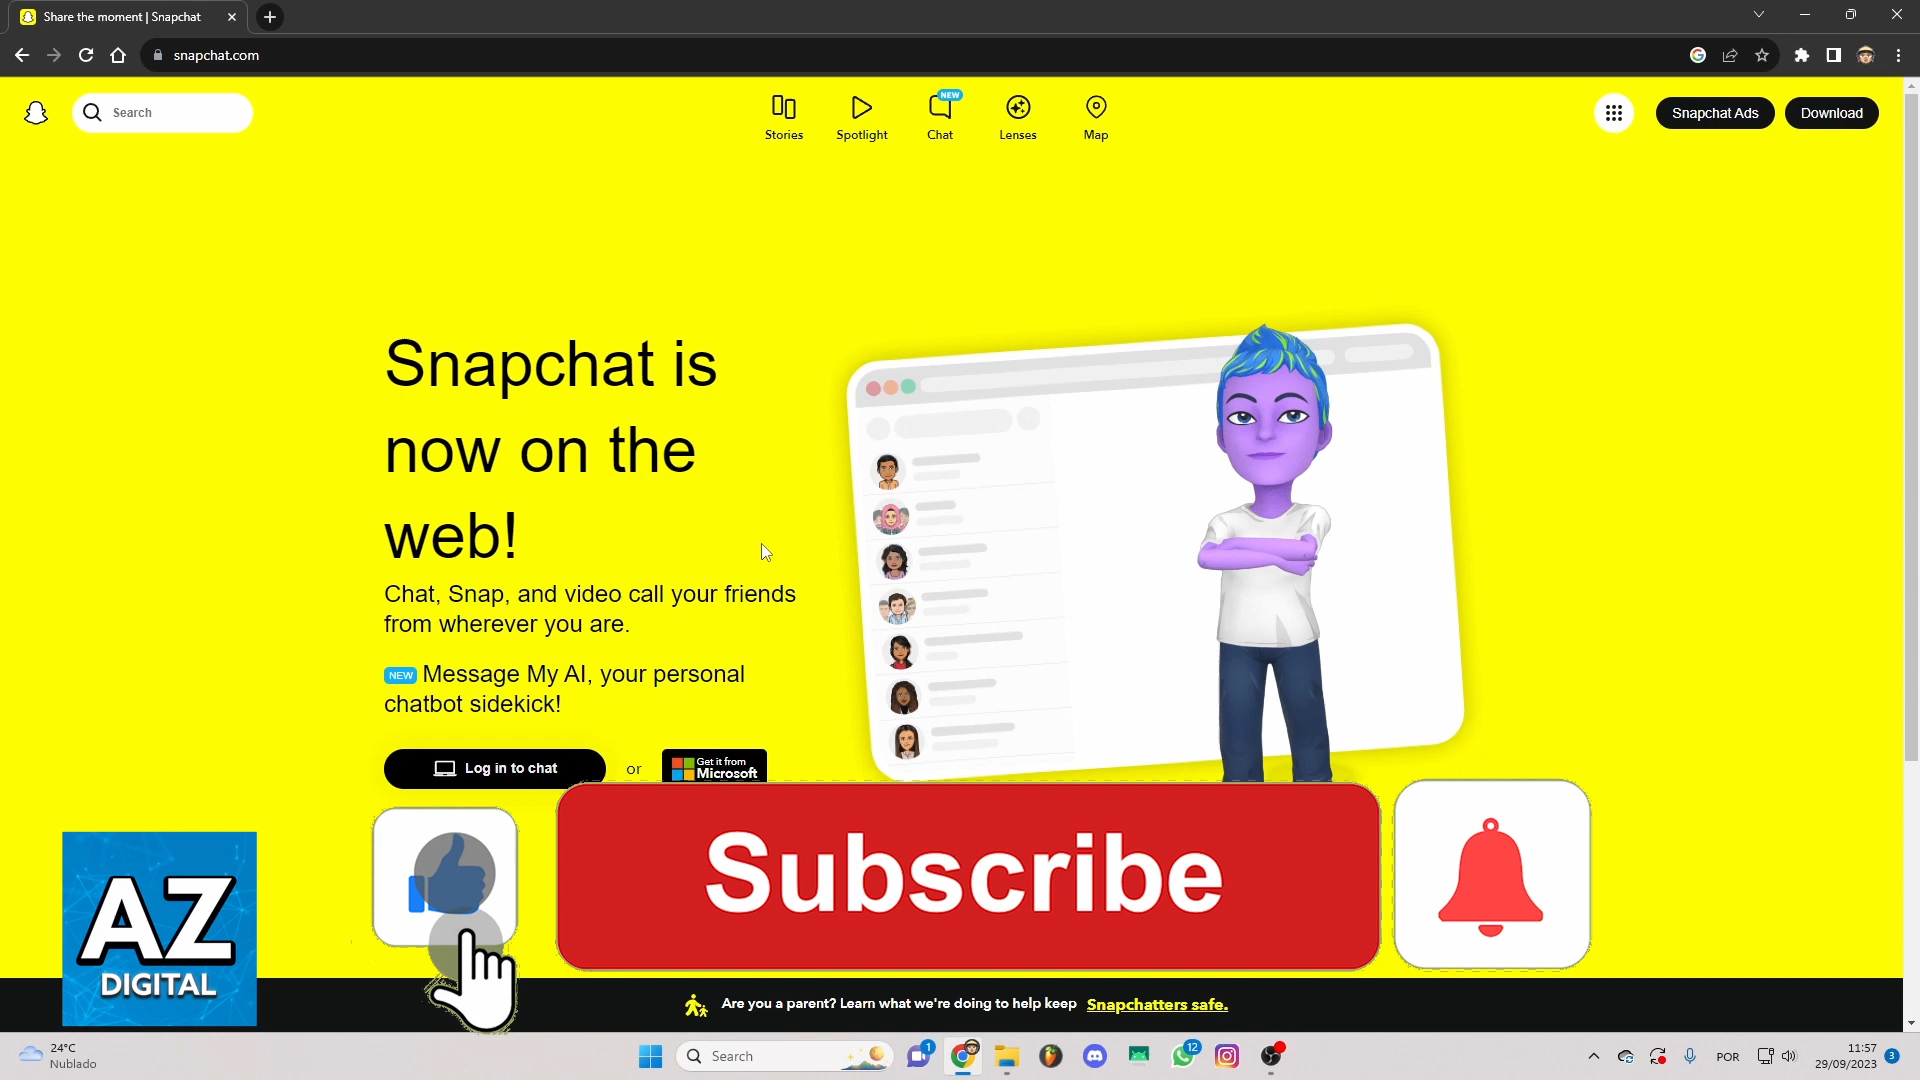 Share the moment | Snapchat
snapchat.com
Search
Stories
Spotlight
NEW
Chat
Lenses
Map
Snapchat Ads
Download
Snapchat is
now on the
web!
Chat, Snap, and video call your friends
from wherever you are.
NEW Message My AI, your personal
chatbot sidekick!
Log in to chat
or
Get it from
Microsoft
Subscribe
AZ
DIGITAL
Are you a parent? Learn what we're doing to help keep Snapchatters safe.
24°C
Nublado
Search
1
12
POR
11:57
29/09/2023
3